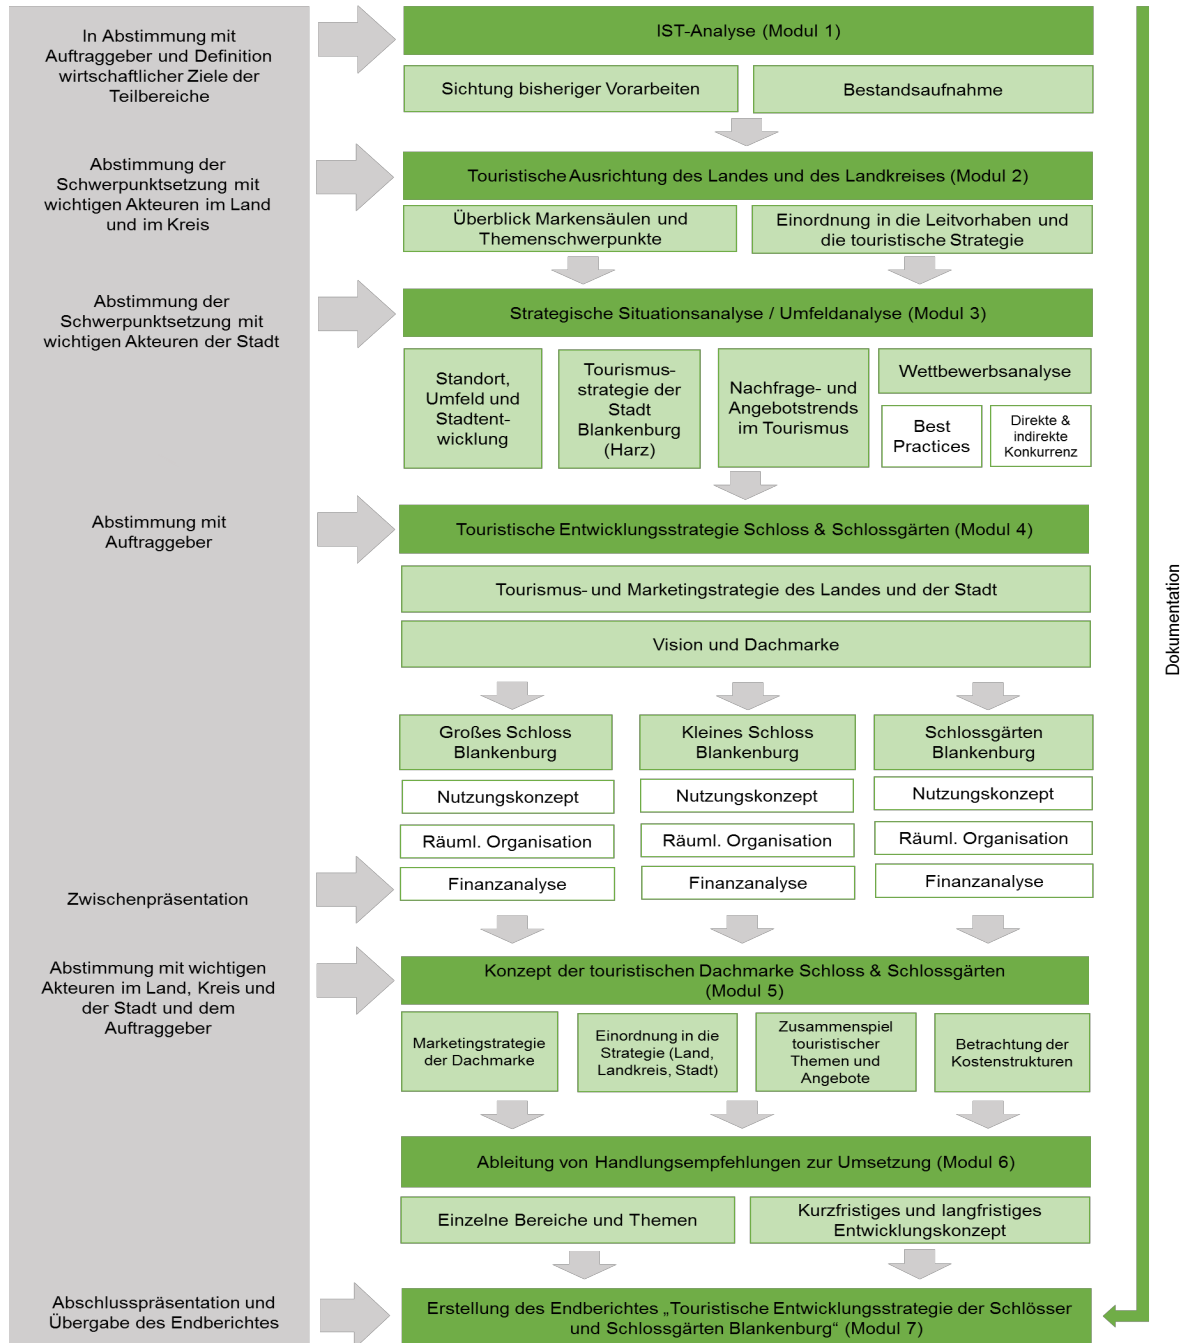 In Abstimmung mit
Auftraggeber und Definition
wirtschaftlicher Ziele der
Teilbereiche
IST-Analyse (Modul 1)
Sichtung bisheriger Vorarbeiten
Bestandsaufnahme
Abstimmung der
Schwerpunktsetzung mit
wichtigen Akteuren im Land
und im Kreis
Touristische Ausrichtung des Landes und des Landkreises (Modul 2)
Überblick Markensäulen und
Themenschwerpunkte
Einordnung in die Leitvorhaben und
die touristische Strategie
Abstimmung der
Schwerpunktsetzung mit
wichtigen Akteuren der Stadt
Strategische Situationsanalyse / Umfeldanalyse (Modul 3)
Standort,
Umfeld und
Stadtent-
wicklung
Tourismus-
strategie der
Stadt
Blankenburg
(Harz)
Nachfrage- und
Angebotstrends
im Tourismus
Wettbewerbsanalyse
Best
Practices
Direkte &
indirekte
Konkurrenz
Abstimmung mit
Auftraggeber
Touristische Entwicklungsstrategie Schloss & Schlossgärten (Modul 4)
Tourismus- und Marketingstrategie des Landes und der Stadt
Vision und Dachmarke
Dokumentation
Großes Schloss
Blankenburg
Kleines Schloss
Blankenburg
Schlossgärten
Blankenburg
Nutzungskonzept
Nutzungskonzept
Nutzungskonzept
Räuml. Organisation
Räuml. Organisation
Räuml. Organisation
Zwischenpräsentation
Finanzanalyse
Finanzanalyse
Finanzanalyse
Abstimmung mit wichtigen
Akteuren im Land, Kreis und
der Stadt und dem
Auftraggeber
Konzept der touristischen Dachmarke Schloss & Schlossgärten
(Modul 5)
Marketingstrategie
der Dachmarke
Einordnung in die
Strategie (Land,
Landkreis, Stadt)
Zusammenspiel
touristischer
Themen und
Angebote
Betrachtung der
Kostenstrukturen
Ableitung von Handlungsempfehlungen zur Umsetzung (Modul 6)
Einzelne Bereiche und Themen
Kurzfristiges und langfristiges
Entwicklungskonzept
Abschlusspräsentation und
Übergabe des Endberichtes
Erstellung des Endberichtes „Touristische Entwicklungsstrategie der Schlösser
und Schlossgärten Blankenburg“ (Modul 7)